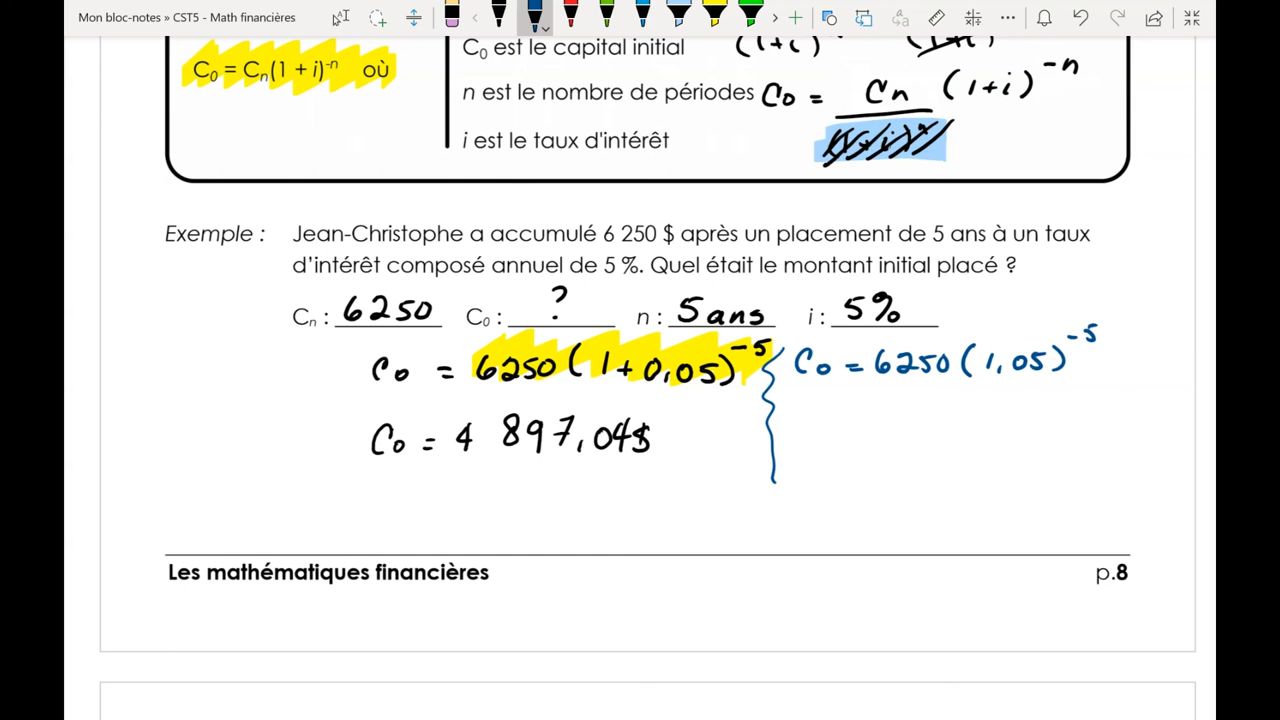 Mon bloc-notes » CST5 - Math financières
C₀ est le capital initial (1+i) (1+i)
C₀ = Cₙ(1 + i)⁻ⁿ où
n est le nombre de périodes C₀ = Cₙ (1+i)⁻ⁿ
i est le taux d'intérêt
Exemple : Jean-Christophe a accumulé 6 250 $ après un placement de 5 ans à un taux
d'intérêt composé annuel de 5 %. Quel était le montant initial placé ?
Cₙ : 6250 C₀ : ? n : 5 ans i : 5%
C₀ = 6250(1+0,05)⁻⁵ C₀ = 6250(1,05)⁻⁵
C₀ = 4 897,04$
Les mathématiques financières p.8